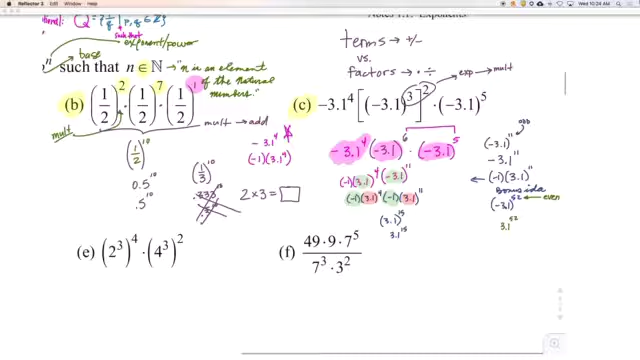 Reflector 3
Wed 10:24 AM
Notes 1.1: Exponents
Q = { p/q | p, q ∈ Z }
such that
exponent/power
base
such that n ∈ ℕ → "n is an element of the natural numbers."
terms → +/-
vs.
factors → · ÷
exp → mult
(b) (1/2)^2 · (1/2)^7 · (1/2)^1
mult
mult → add
(1/2)^10
0.5^10
.5^10
(1/3)^10
.333^10
-3.1^4
(-1)(3.1^4)
2 × 3 = □
(c) -3.1^4 [(-3.1)^3]^2 · (-3.1)^5
-3.1^4 (-3.1)^6 · (-3.1)^5
(-1)(3.1)^4 (-3.1)^11
(-1)(3.1)^4 (-1)(3.1)^11
(3.1)^15
3.1^15
odd
(-3.1)^11
-3.1^11
(-1)(3.1)^11
Bonus idea
(-3.1)^52 ← even
3.1^52
(e) (2^3)^4 · (4^3)^2
(f) (49 · 9 · 7^5) / (7^3 · 3^2)